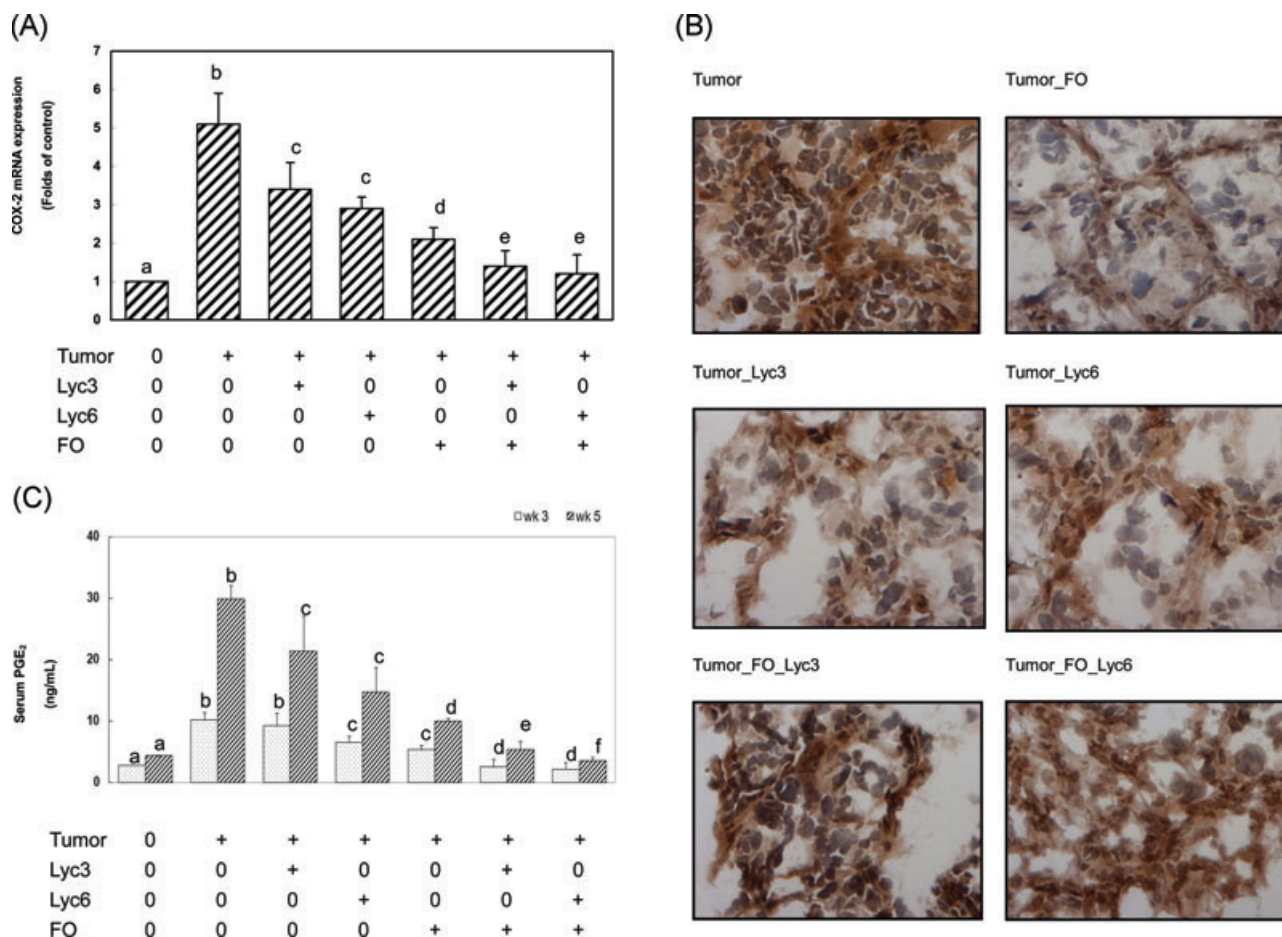 (A)
7
6
5
4
3
2
1
0
COX-2 mRNA expression
(Folds of control)
a
b
c
c
d
e
e
Tumor 0 + + + + + +
Lyc3 0 0 + 0 0 + 0
Lyc6 0 0 0 + 0 0 +
FO 0 0 0 0 + + +
(C)
wk 3 wk 5
40
30
20
10
0
Serum PGE₂
(ng/mL)
a a
b b
b c
c c
c d
d e
d f
Tumor 0 + + + + + +
Lyc3 0 0 + 0 0 + 0
Lyc6 0 0 0 + 0 0 +
FO 0 0 0 0 + + +
(B)
Tumor Tumor_FO
Tumor_Lyc3 Tumor_Lyc6
Tumor_FO_Lyc3 Tumor_FO_Lyc6